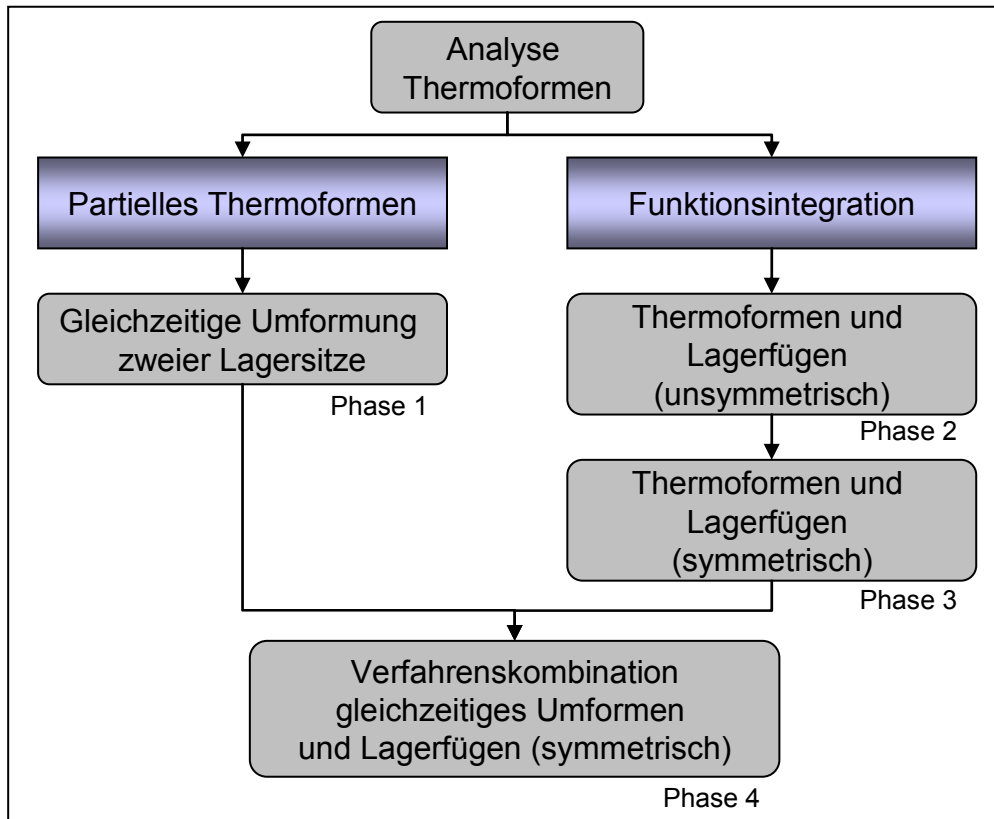 Analyse
Thermoformen
Partielles Thermoformen
Funktionsintegration
Gleichzeitige Umformung
zweier Lagersitze
Phase 1
Thermoformen und
Lagerfügen
(unsymmetrisch)
Phase 2
Thermoformen und
Lagerfügen
(symmetrisch)
Phase 3
Verfahrenskombination
gleichzeitiges Umformen
und Lagerfügen (symmetrisch)
Phase 4